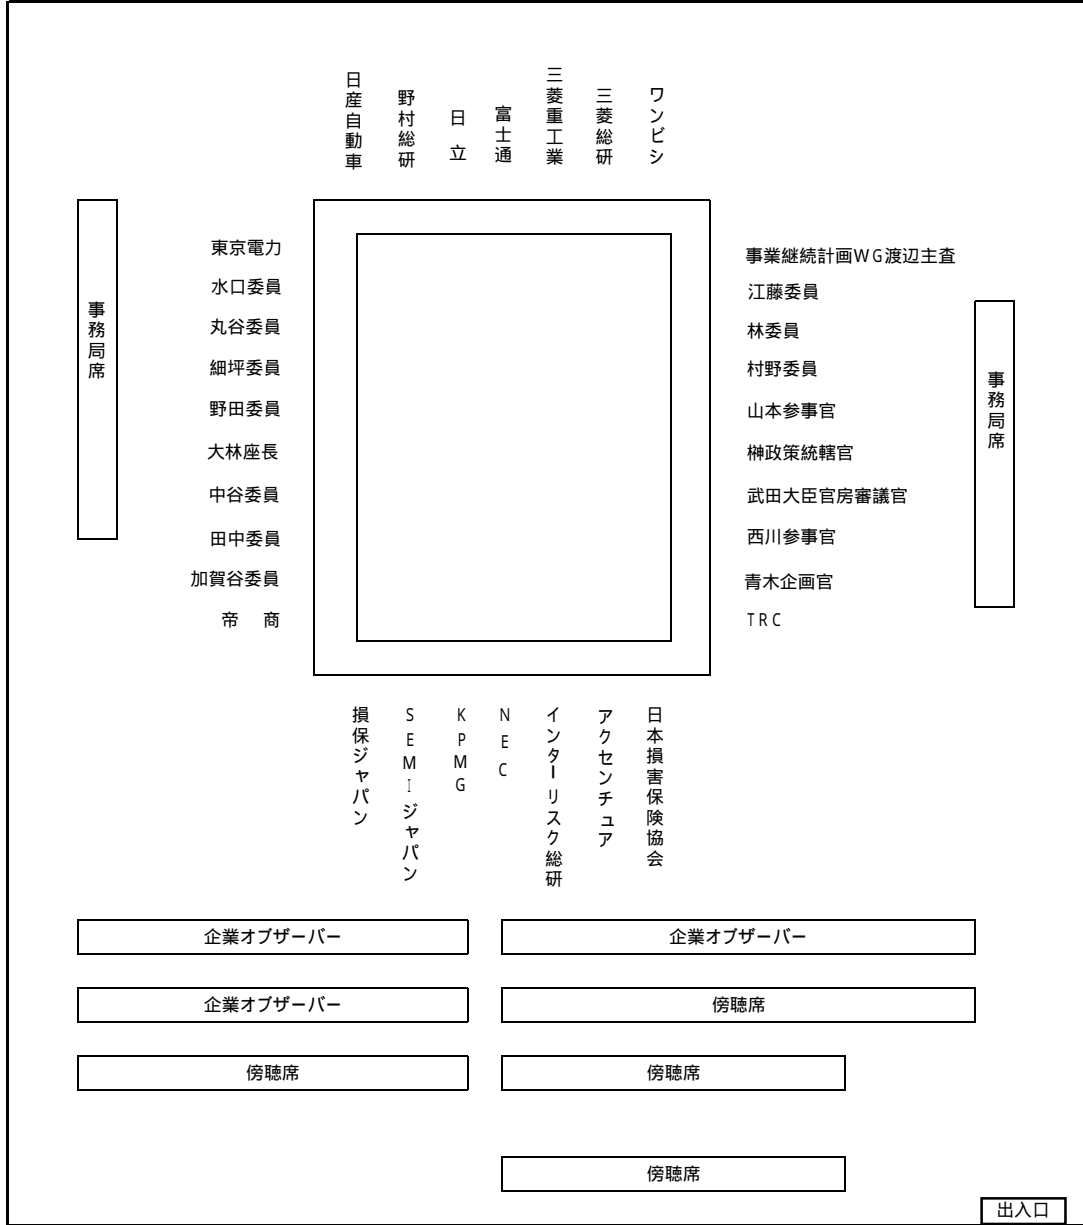 日産自動車
野村総研
日立
富士通
三菱重工業
三菱総研
ワンビシ
事務局席
東京電力
水口委員
丸谷委員
細坪委員
野田委員
大林座長
中谷委員
田中委員
加賀谷委員
帝 商
事業継続計画WG渡辺主査
江藤委員
林委員
村野委員
山本参事官
榊政策統轄官
武田大臣官房審議官
西川参事官
青木企画官
TRC
事務局席
損保ジャパン
SEMIジャパン
KPMG
NEC
インターリスク総研
アクセンチュア
日本損害保険協会
企業オブザーバー
企業オブザーバー
企業オブザーバー
傍聴席
傍聴席
傍聴席
傍聴席
出入口